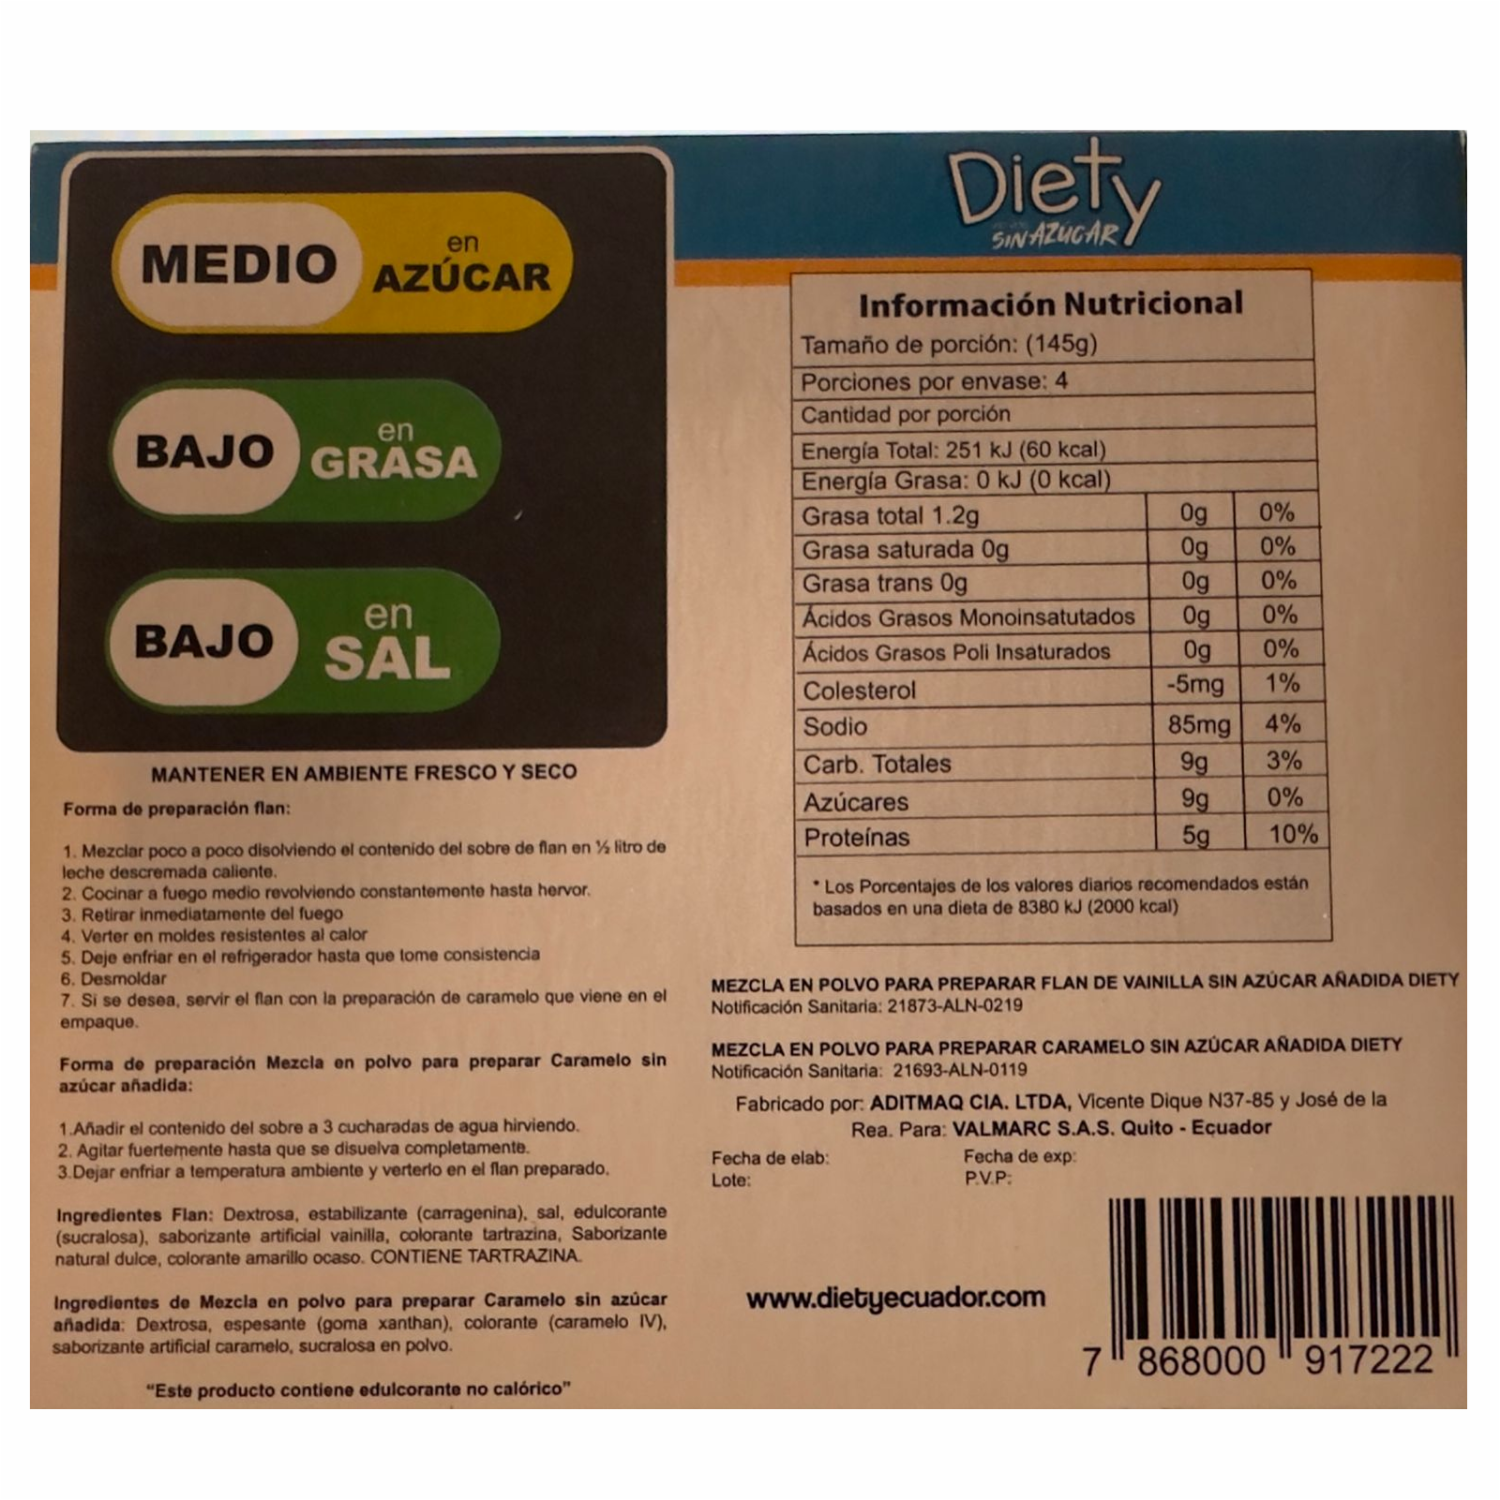 MEDIO en AZÚCAR
BAJO en GRASA
BAJO en SAL
MANTENER EN AMBIENTE FRESCO Y SECO
Forma de preparación flan:
1. Mezclar poco a poco disolviendo el contenido del sobre de flan en ½ litro de
leche descremada caliente.
2. Cocinar a fuego medio revolviendo constantemente hasta hervor.
3. Retirar inmediatamente del fuego
4. Verter en moldes resistentes al calor
5. Deje enfriar en el refrigerador hasta que tome consistencia
6. Desmoldar
7. Si se desea, servir el flan con la preparación de caramelo que viene en el
empaque.
Forma de preparación Mezcla en polvo para preparar Caramelo sin
azúcar añadida:
1.Añadir el contenido del sobre a 3 cucharadas de agua hirviendo.
2. Agitar fuertemente hasta que se disuelva completamente.
3.Dejar enfriar a temperatura ambiente y verterlo en el flan preparado.
Ingredientes Flan: Dextrosa, estabilizante (carragenina), sal, edulcorante
(sucralosa), saborizante artificial vainilla, colorante tartrazina, Saborizante
natural dulce, colorante amarillo ocaso. CONTIENE TARTRAZINA.
Ingredientes de Mezcla en polvo para preparar Caramelo sin azúcar
añadida: Dextrosa, espesante (goma xanthan), colorante (caramelo IV),
saborizante artificial caramelo, sucralosa en polvo.
"Este producto contiene edulcorante no calórico"
Diety
SIN AZÚCAR
Información Nutricional
Tamaño de porción: (145g)
Porciones por envase: 4
Cantidad por porción
Energía Total: 251 kJ (60 kcal)
Energía Grasa: 0 kJ (0 kcal)
Grasa total 1.2g 0g 0%
Grasa saturada 0g 0g 0%
Grasa trans 0g 0g 0%
Ácidos Grasos Monoinsatutados 0g 0%
Ácidos Grasos Poli Insaturados 0g 0%
Colesterol -5mg 1%
Sodio 85mg 4%
Carb. Totales 9g 3%
Azúcares 9g 0%
Proteínas 5g 10%
* Los Porcentajes de los valores diarios recomendados están
basados en una dieta de 8380 kJ (2000 kcal)
MEZCLA EN POLVO PARA PREPARAR FLAN DE VAINILLA SIN AZÚCAR AÑADIDA DIETY
Notificación Sanitaria: 21873-ALN-0219
MEZCLA EN POLVO PARA PREPARAR CARAMELO SIN AZÚCAR AÑADIDA DIETY
Notificación Sanitaria: 21693-ALN-0119
Fabricado por: ADITMAQ CIA. LTDA, Vicente Dique N37-85 y José de la
Rea. Para: VALMARC S.A.S. Quito - Ecuador
Fecha de elab: Fecha de exp:
Lote: P.V.P:
www.dietyecuador.com
7 868000 917222